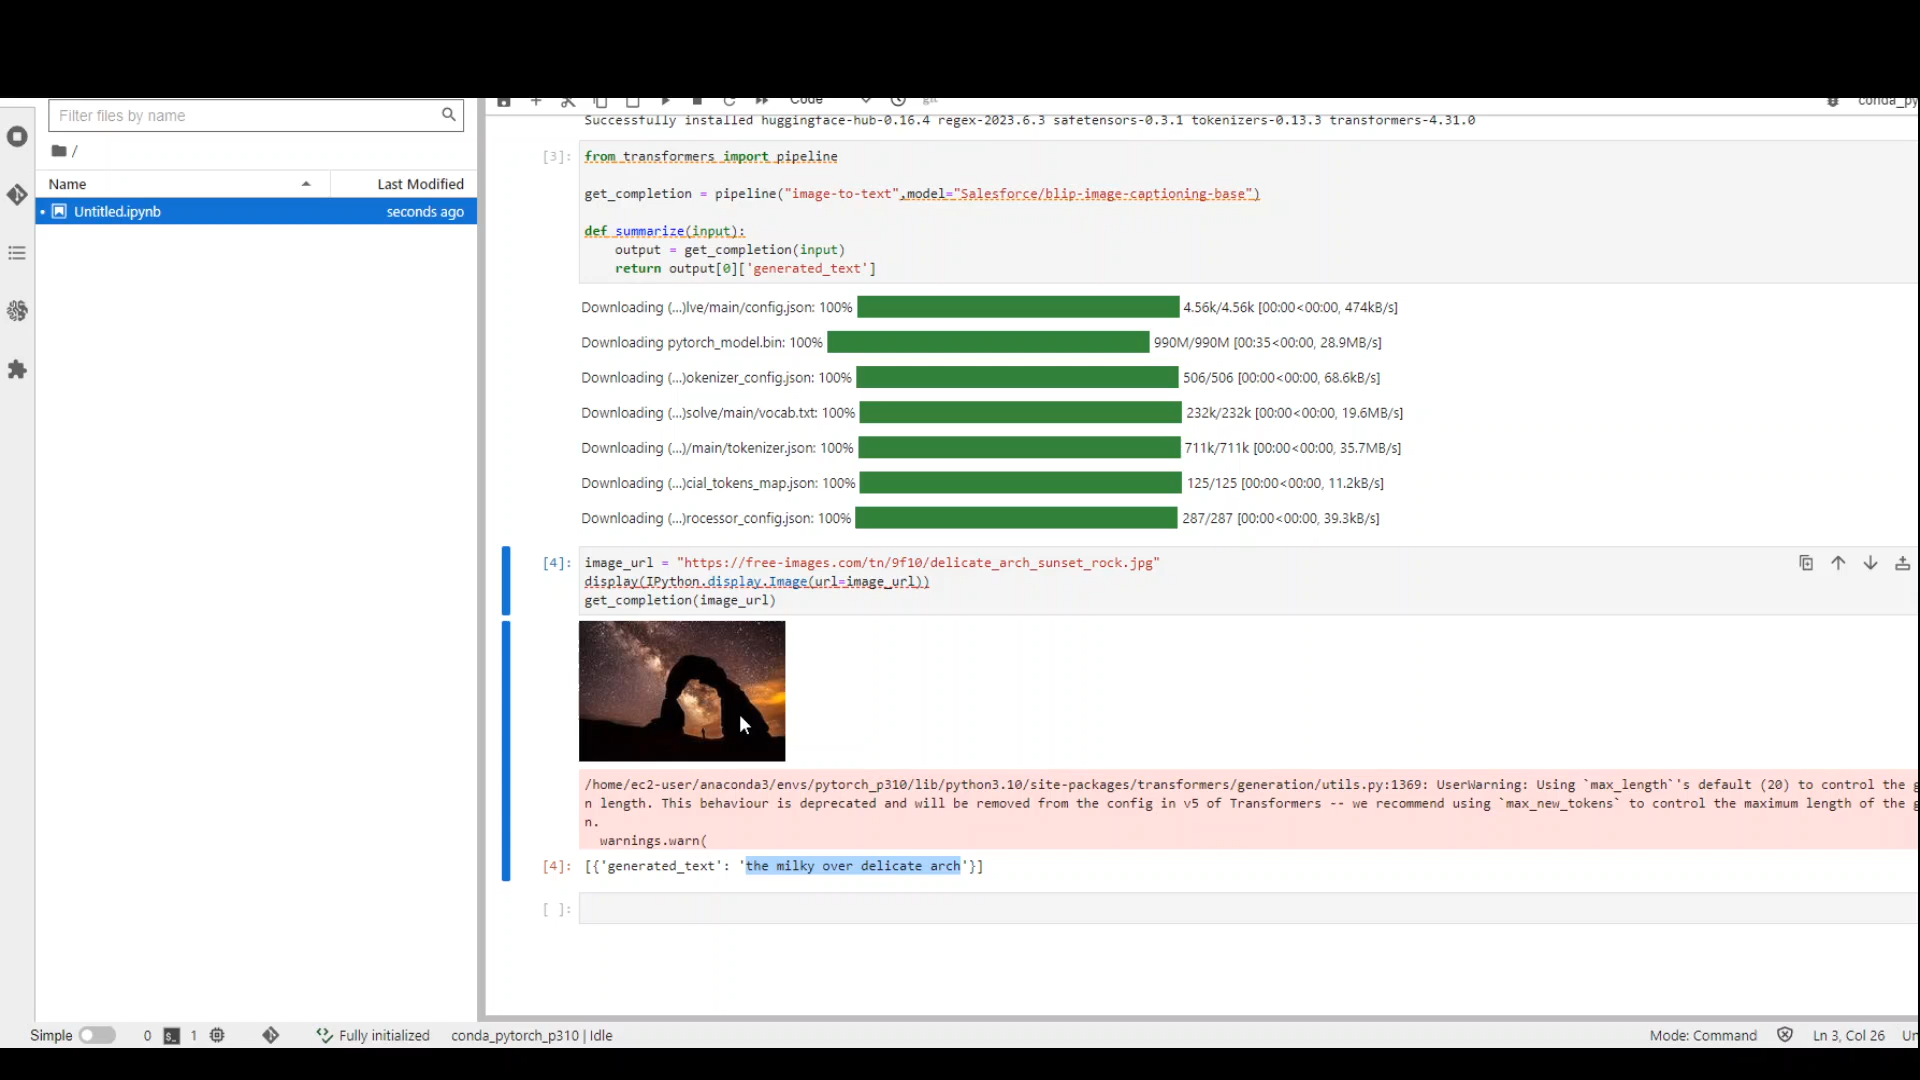 Filter files by name
/
Name
Last Modified
Untitled.ipynb
seconds ago
Code
git
conda_py
Successfully installed huggingface-hub-0.16.4 regex-2023.6.3 safetensors-0.3.1 tokenizers-0.13.3 transformers-4.31.0
[3]:
from transformers import pipeline
get_completion = pipeline("image-to-text",model="Salesforce/blip-image-captioning-base")
def summarize(input):
output = get_completion(input)
return output[0]['generated_text']
Downloading (…)lve/main/config.json: 100% 4.56k/4.56k [00:00<00:00, 474kB/s]
Downloading pytorch_model.bin: 100% 990M/990M [00:35<00:00, 28.9MB/s]
Downloading (…)okenizer_config.json: 100% 506/506 [00:00<00:00, 68.6kB/s]
Downloading (…)solve/main/vocab.txt: 100% 232k/232k [00:00<00:00, 19.6MB/s]
Downloading (…)/main/tokenizer.json: 100% 711k/711k [00:00<00:00, 35.7MB/s]
Downloading (…)cial_tokens_map.json: 100% 125/125 [00:00<00:00, 11.2kB/s]
Downloading (…)rocessor_config.json: 100% 287/287 [00:00<00:00, 39.3kB/s]
[4]:
image_url = "https://free-images.com/tn/9f10/delicate_arch_sunset_rock.jpg"
display(IPython.display.Image(url=image_url))
get_completion(image_url)
/home/ec2-user/anaconda3/envs/pytorch_p310/lib/python3.10/site-packages/transformers/generation/utils.py:1369: UserWarning: Using `max_length`'s default (20) to control the g
n length. This behaviour is deprecated and will be removed from the config in v5 of Transformers -- we recommend using `max_new_tokens` to control the maximum length of the g
n.
warnings.warn(
[4]: [{'generated_text': 'the milky over delicate arch'}]
[ ]:
Simple 0 1 Fully initialized conda_pytorch_p310 | Idle Mode: Command Ln 3, Col 26 Un